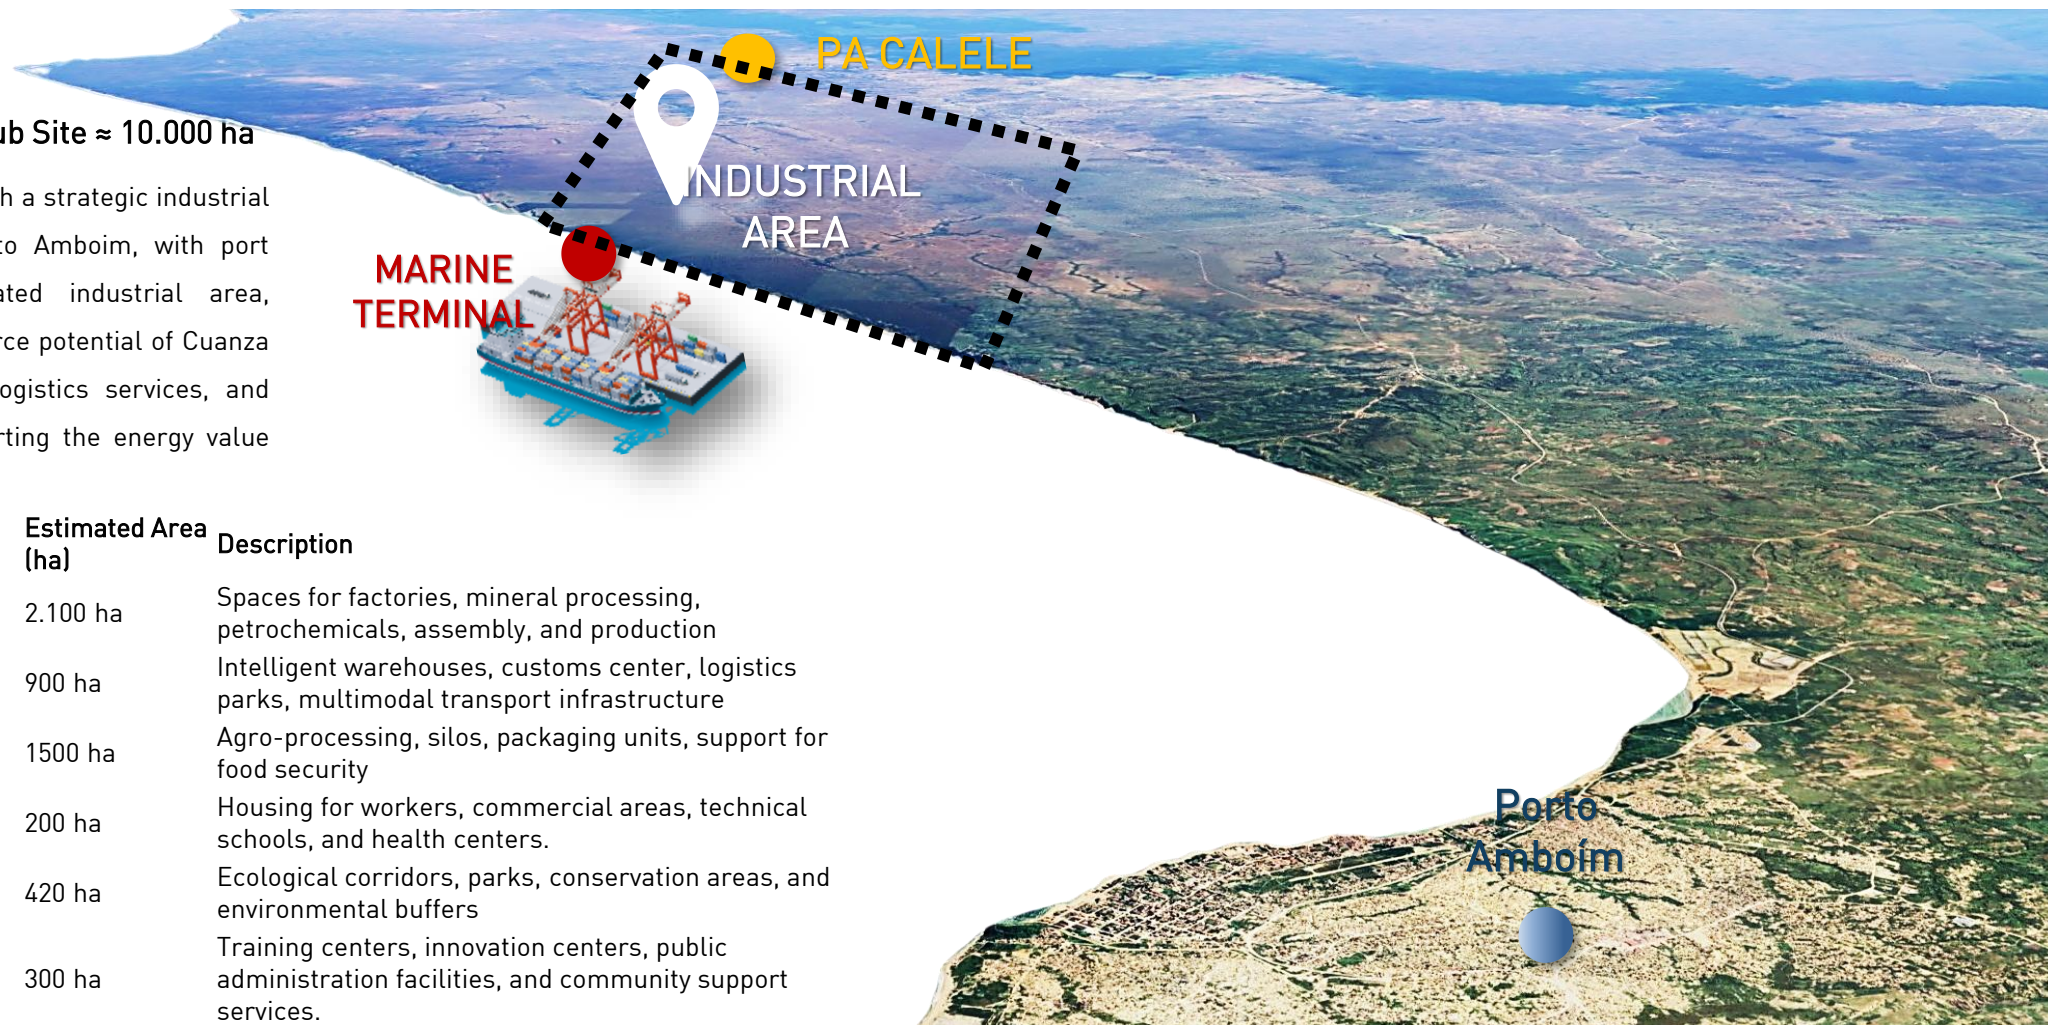 PA CALELE
ub Site ≈ 10.000 ha
INDUSTRIAL
AREA
h a strategic industrial
to Amboim, with port
ated industrial area,
rce potential of Cuanza
ogistics services, and
rting the energy value
MARINE
TERMINAL
Estimated Area
(ha)
Description
2.100 ha
Spaces for factories, mineral processing,
petrochemicals, assembly, and production
900 ha
Intelligent warehouses, customs center, logistics
parks, multimodal transport infrastructure
1500 ha
Agro-processing, silos, packaging units, support for
food security
200 ha
Housing for workers, commercial areas, technical
schools, and health centers.
420 ha
Ecological corridors, parks, conservation areas, and
environmental buffers
300 ha
Training centers, innovation centers, public
administration facilities, and community support
services.
Porto
Amboím